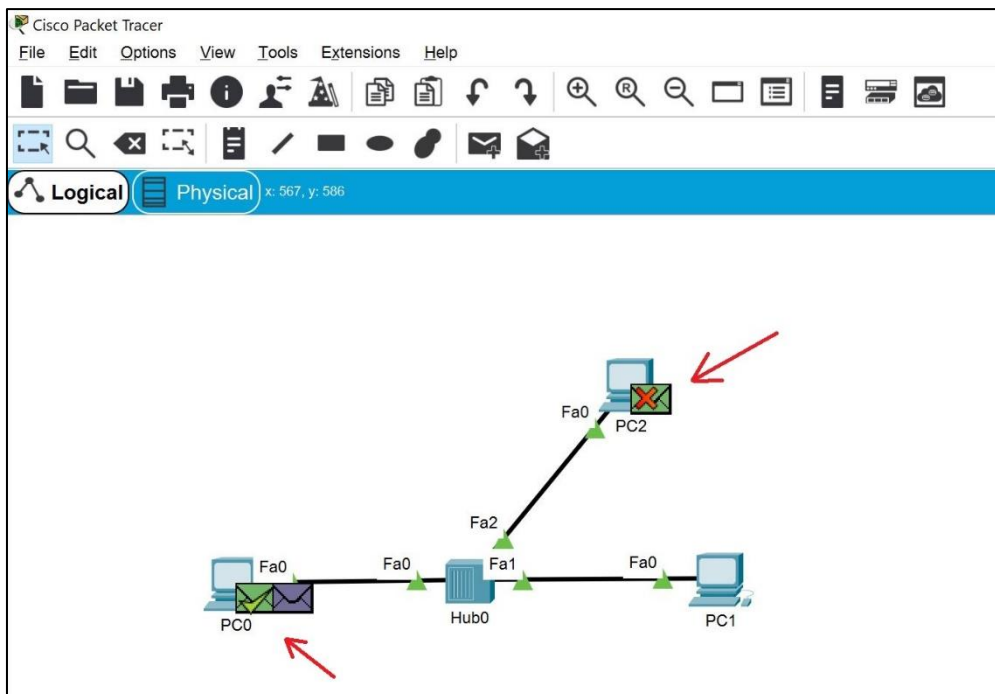 Cisco Packet Tracer
File Edit Options View Tools Extensions Help
Logical Physical x: 567, y: 586
Fa0
PC2
Fa2
Fa0 Fa0 Fa1 Fa0
PC0 Hub0 PC1